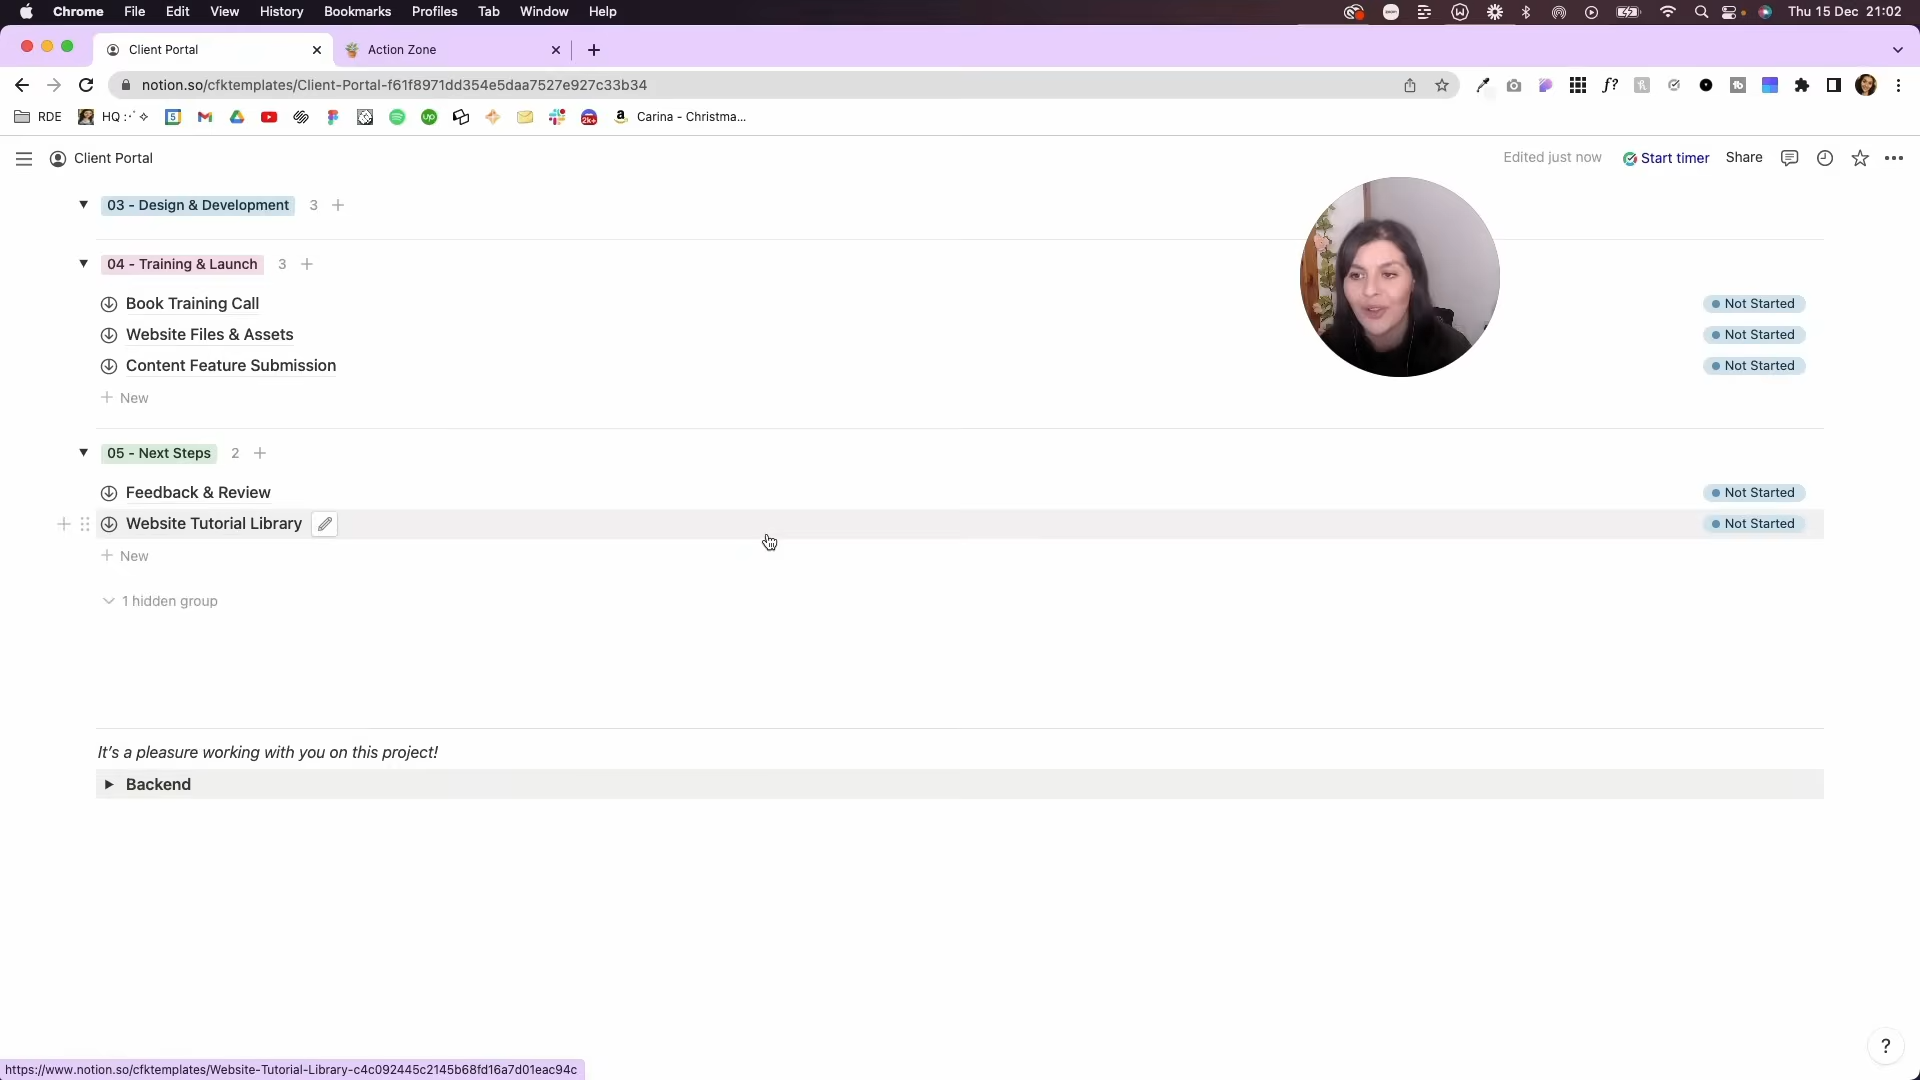 Chrome File Edit View History Bookmarks Profiles Tab Window Help Thu 15 Dec 21:02
Client Portal Action Zone
notion.so/cfktemplates/Client-Portal-f61f8971dd354e5daa7527e927c33b34
RDE HQ Carina - Christma...
Client Portal Edited just now Start timer Share
03 - Design & Development 3
04 - Training & Launch 3
Book Training Call Not Started
Website Files & Assets Not Started
Content Feature Submission Not Started
New
05 - Next Steps 2
Feedback & Review Not Started
Website Tutorial Library Not Started
New
1 hidden group
It's a pleasure working with you on this project!
Backend
?
https://www.notion.so/cfktemplates/Website-Tutorial-Library-c4c092445c2145b68fd16a7d01eac94c